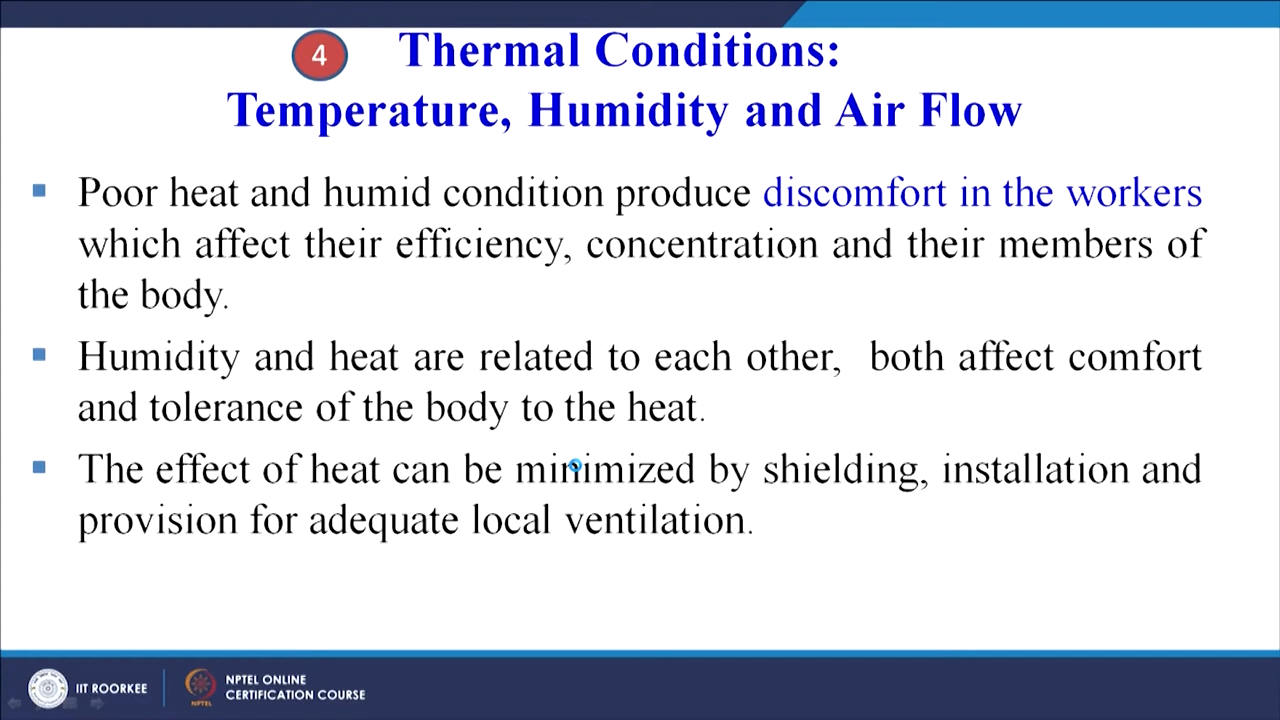 4 Thermal Conditions:
Temperature, Humidity and Air Flow
Poor heat and humid condition produce discomfort in the workers
which affect their efficiency, concentration and their members of
the body.
Humidity and heat are related to each other, both affect comfort
and tolerance of the body to the heat.
The effect of heat can be minimized by shielding, installation and
provision for adequate local ventilation.
IIT ROORKEE
NPTEL
NPTEL ONLINE
CERTIFICATION COURSE